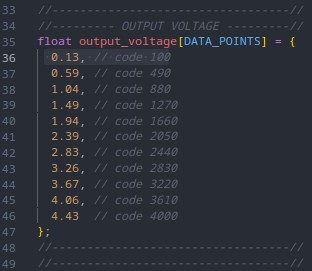 33 //----------------------------------//
34 //--------- OUTPUT VOLTAGE ---------//
35 float output_voltage[DATA_POINTS] = {
36 0.13, // code 100
37 0.59, // code 490
38 1.04, // code 880
39 1.49, // code 1270
40 1.94, // code 1660
41 2.39, // code 2050
42 2.83, // code 2440
43 3.26, // code 2830
44 3.67, // code 3220
45 4.06, // code 3610
46 4.43 // code 4000
47 };
48 //----------------------------------//
49 //----------------------------------//